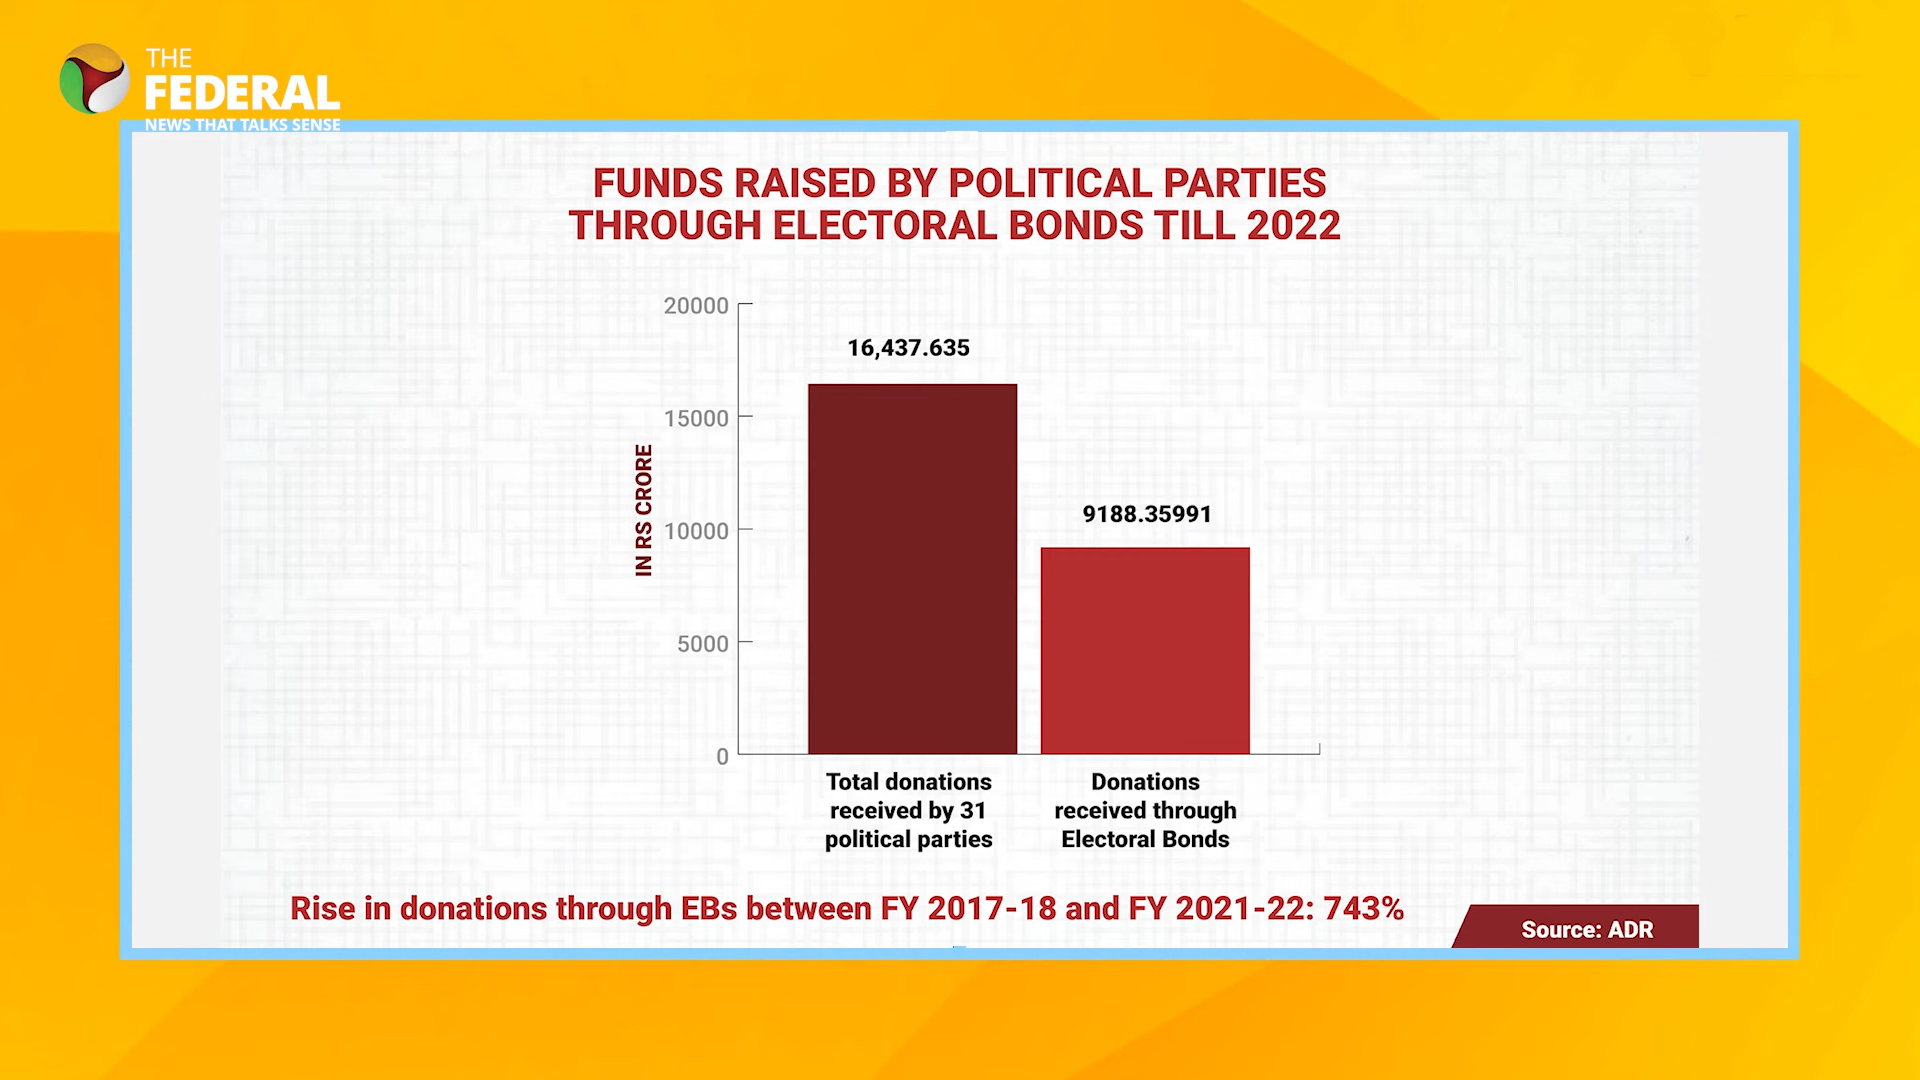 THE
FEDERAL
NEWS THAT TALKS SENSE
FUNDS RAISED BY POLITICAL PARTIES
THROUGH ELECTORAL BONDS TILL 2022
IN RS CRORE
20000
15000
10000
5000
0
16,437.635
9188.35991
Total donations
received by 31
political parties
Donations
received through
Electoral Bonds
Rise in donations through EBs between FY 2017-18 and FY 2021-22: 743%
Source: ADR